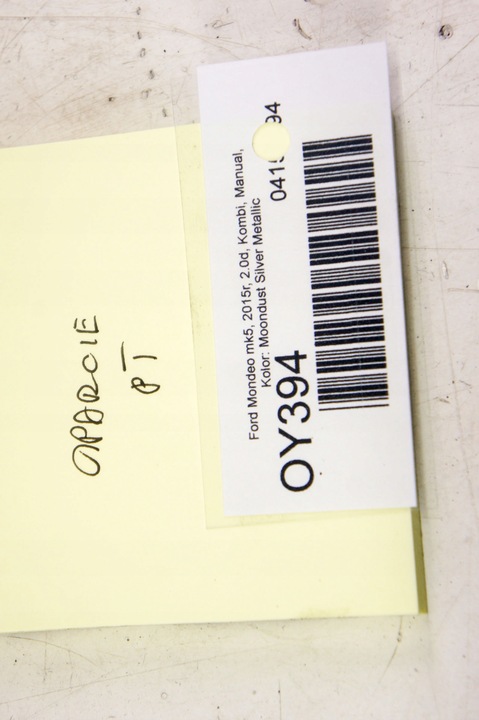 OPARCIE
PT
Ford Mondeo mk5, 2015r, 2.0d, Kombi, Manual,
Kolor: Moondust Silver Metallic
OY394